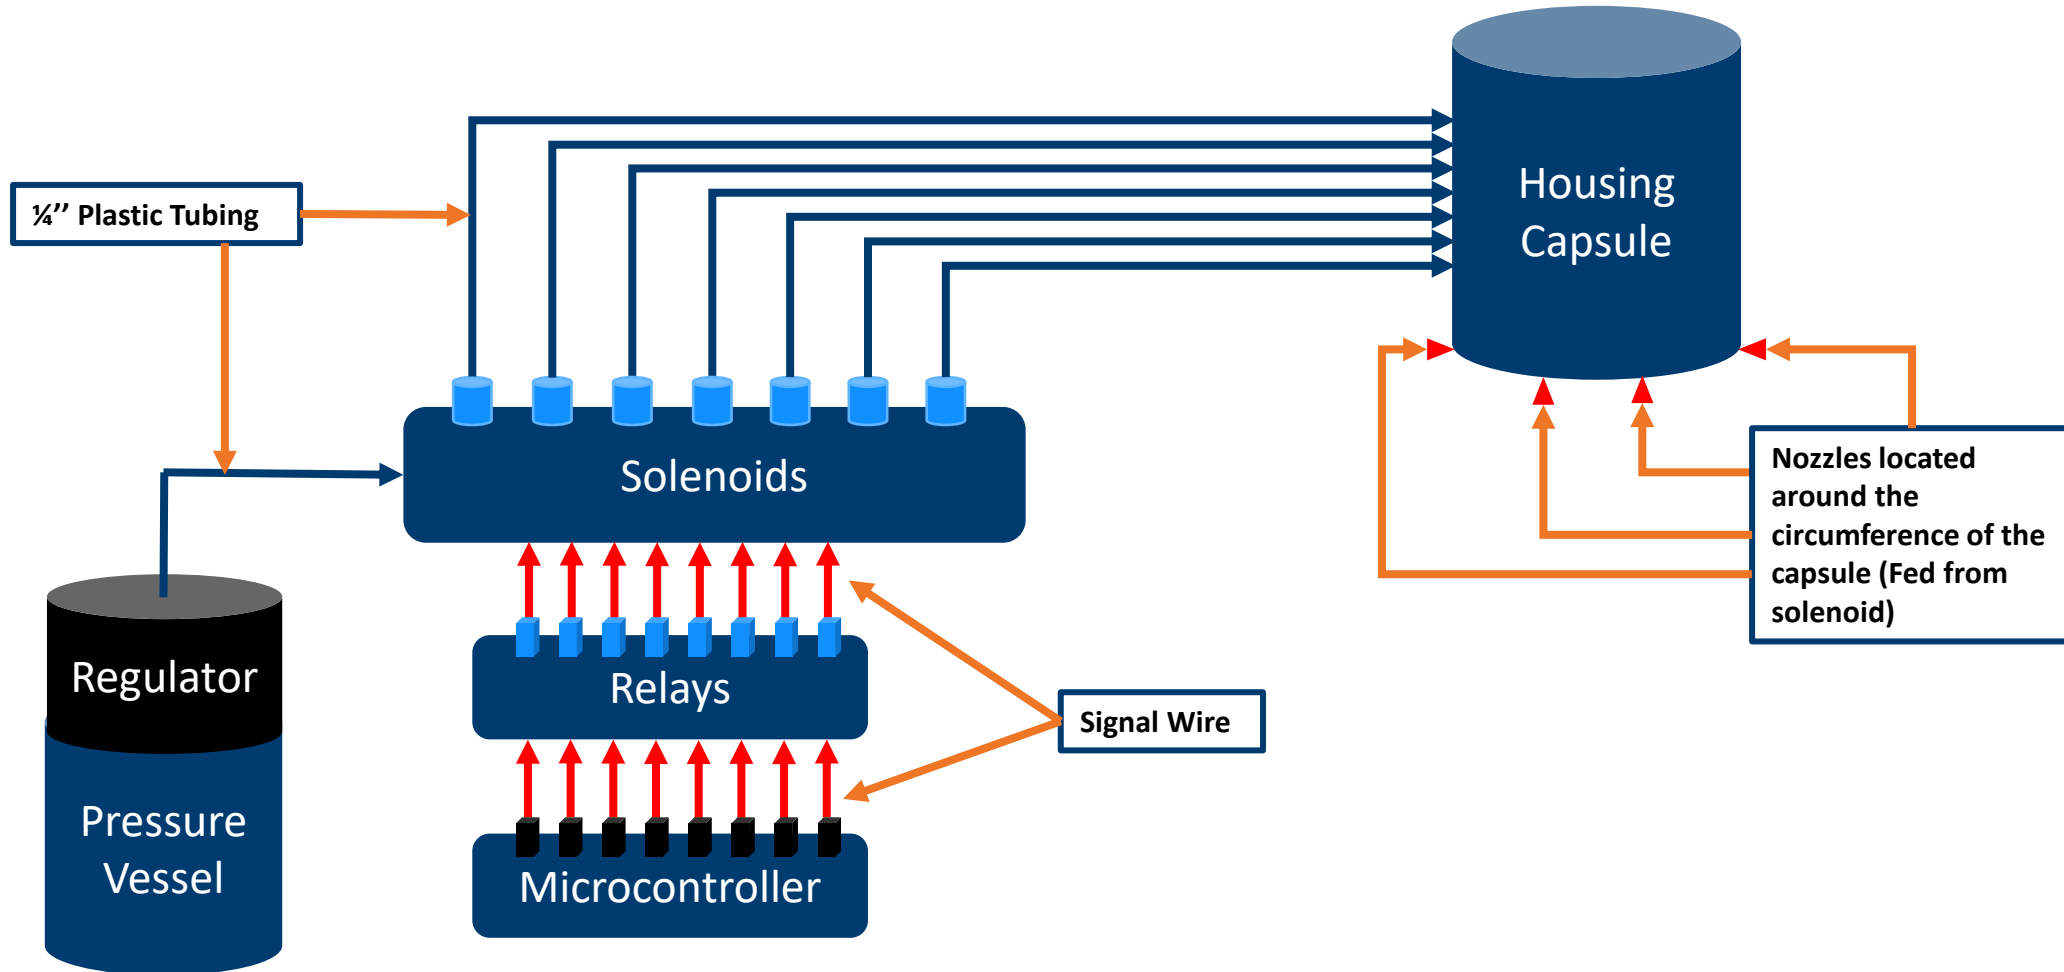 Housing
Capsule
¼’’ Plastic Tubing
Solenoids
Nozzles located
around the
circumference of the
capsule (Fed from
solenoid)
Regulator
Relays
Signal Wire
Pressure
Vessel
Microcontroller